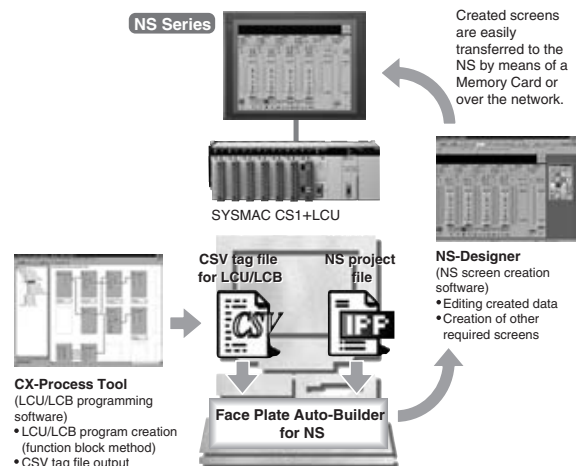 NS Series
Created screens
are easily
transferred to the
NS by means of a
Memory Card or
over the network.
SYSMAC CS1+LCU
CSV tag file
for LCU/LCB
NS project
file
CSV
IPP
NS-Designer
(NS screen creation
software)
•Editing created data
•Creation of other
required screens
CX-Process Tool
(LCU/LCB programming
software)
•LCU/LCB program creation
(function block method)
•CSV tag file output
Face Plate Auto-Builder
for NS